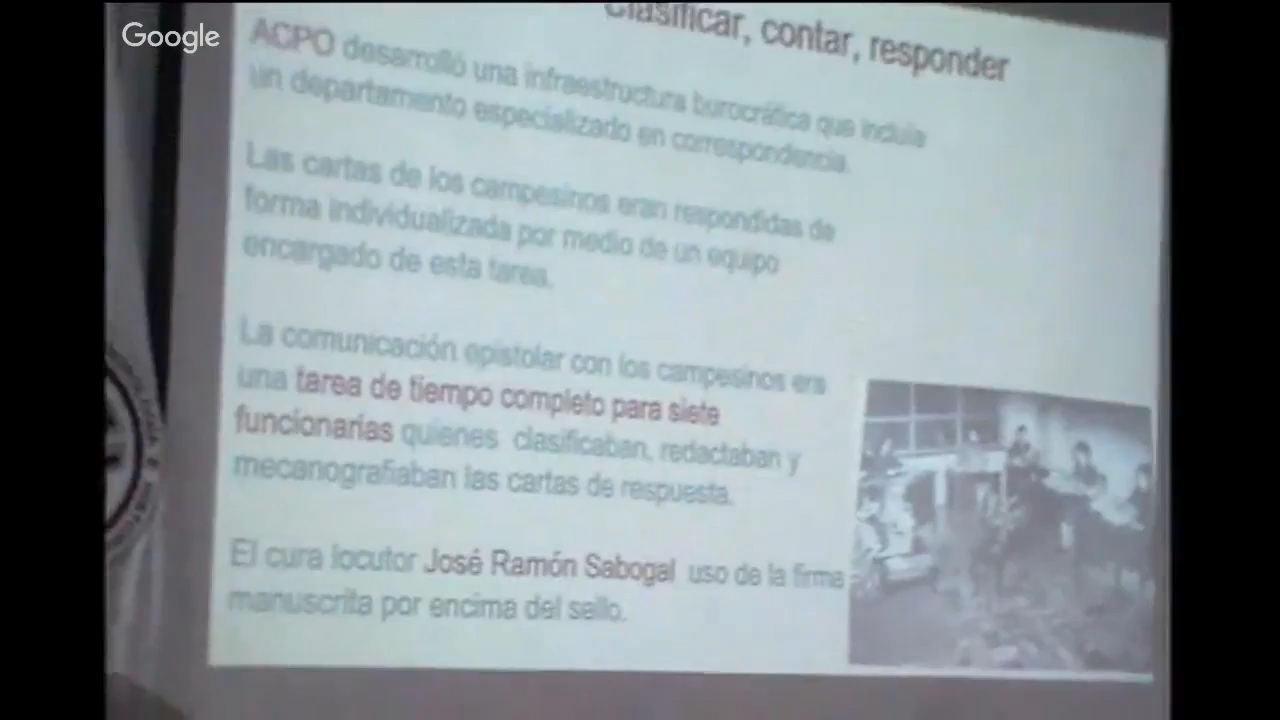 Google
Clasificar, contar, responder
ACPO desarrolló una infraestructura burocrática que incluía
un departamento especializado en correspondencia.
Las cartas de los campesinos eran respondidas de
forma individualizada por medio de un equipo
encargado de esta tarea.
La comunicación epistolar con los campesinos era
una tarea de tiempo completo para siete
funcionarias quienes clasificaban, redactaban y
mecanografiaban las cartas de respuesta.
El cura locutor José Ramón Sabogal uso de la firma
manuscrita por encima del sello.